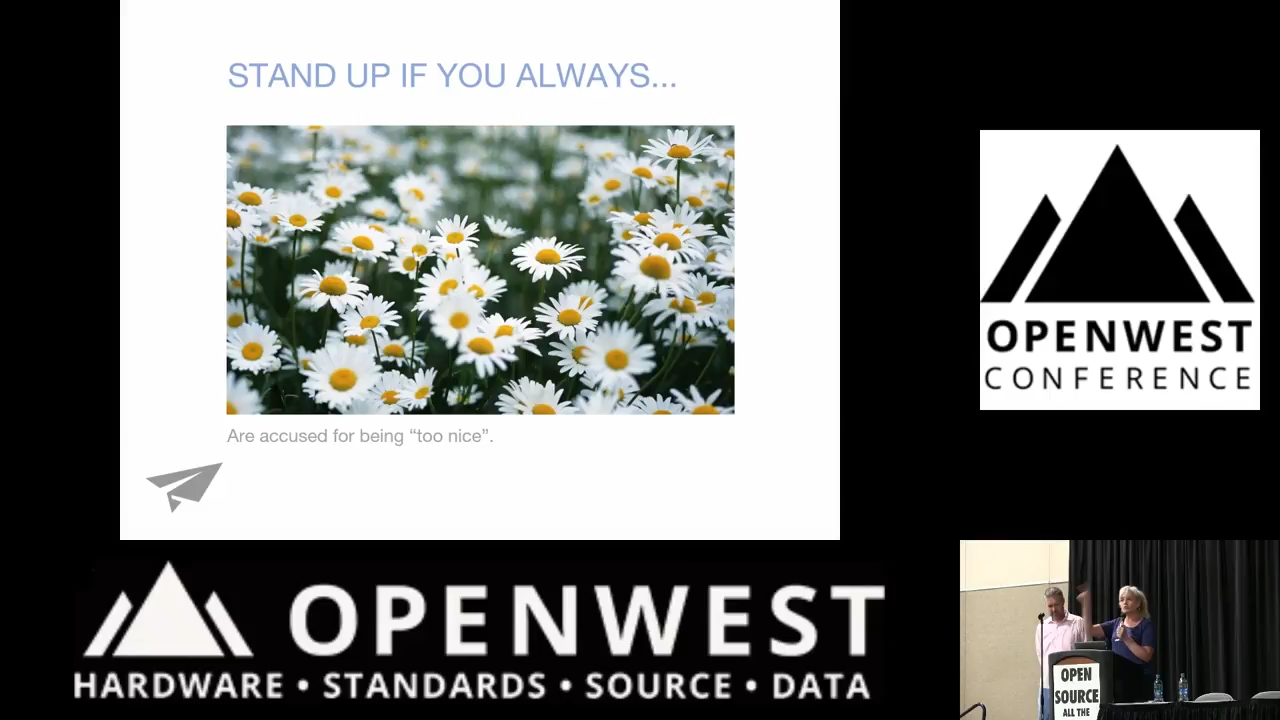 STAND UP IF YOU ALWAYS...
Are accused for being “too nice”.
OPENWEST
CONFERENCE
OPENWEST
HARDWARE • STANDARDS • SOURCE • DATA
OPEN
SOURCE
ALL THE